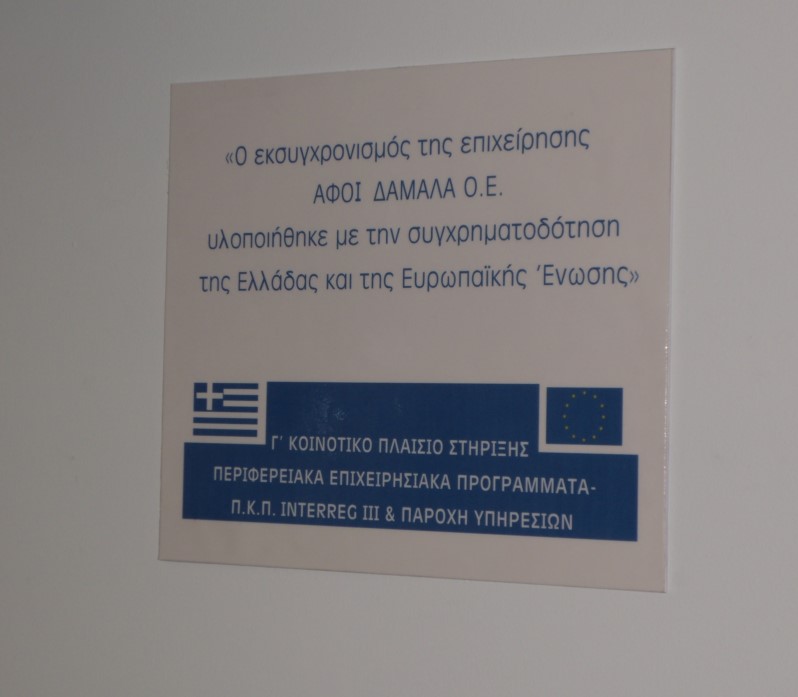 «Ο εκσυγχρονισμός της επιχείρησης
ΑΦΟΙ ΔΑΜΑΛΑ Ο.Ε.
υλοποιήθηκε με την συγχρηματοδότηση
της Ελλάδας και της Ευρωπαϊκής Ένωσης»
Γ' ΚΟΙΝΟΤΙΚΟ ΠΛΑΙΣΙΟ ΣΤΗΡΙΞΗΣ
ΠΕΡΙΦΕΡΕΙΑΚΑ ΕΠΙΧΕΙΡΗΣΙΑΚΑ ΠΡΟΓΡΑΜΜΑΤΑ-
Π.Κ.Π. INTERREG III & ΠΑΡΟΧΗ ΥΠΗΡΕΣΙΩΝ